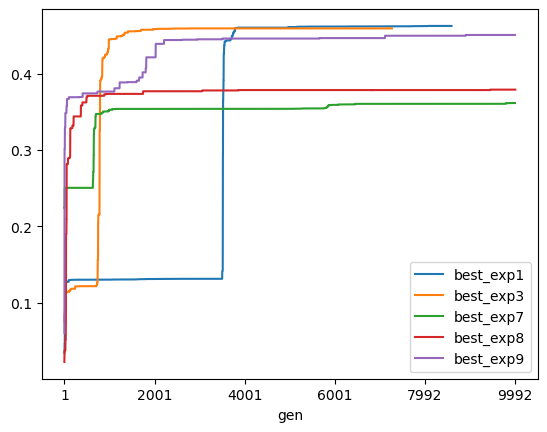 0.4
0.3
0.2
0.1
best_exp1
best_exp3
best_exp7
best_exp8
best_exp9
1 2001 4001 6001 7992 9992
gen